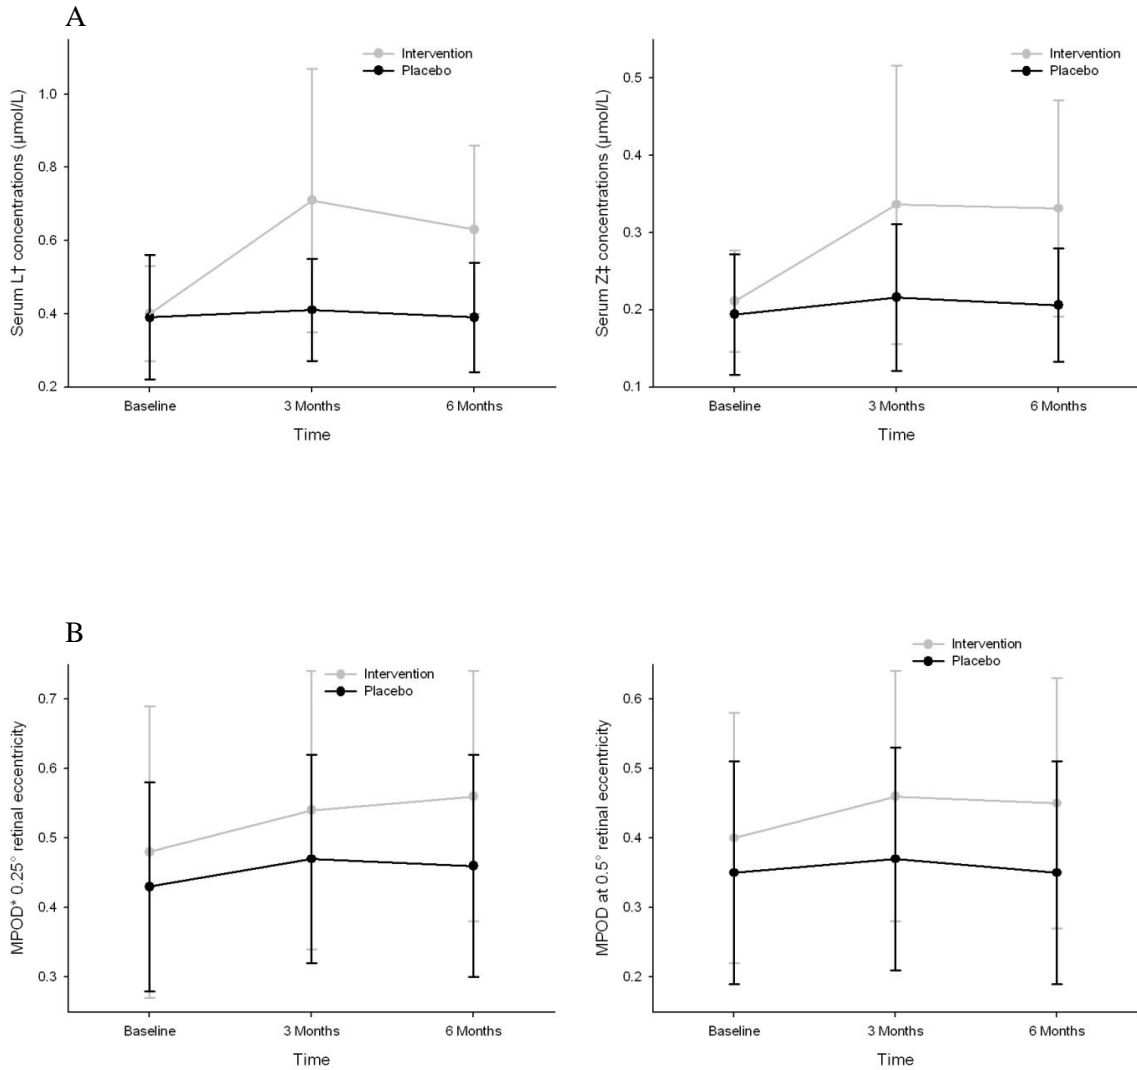 A
Intervention
Placebo
Serum L† concentrations (µmol/L)
1.0
0.8
0.6
0.4
0.2
Baseline
3 Months
6 Months
Time
Intervention
Placebo
Serum Z‡ concentrations (µmol/L)
0.5
0.4
0.3
0.2
0.1
Baseline
3 Months
6 Months
Time
B
Intervention
Placebo
MPOD* 0.25° retinal eccentricity
0.7
0.6
0.5
0.4
0.3
Baseline
3 Months
6 Months
Time
Intervention
Placebo
MPOD at 0.5° retinal eccentricity
0.6
0.5
0.4
0.3
0.2
Baseline
3 Months
6 Months
Time